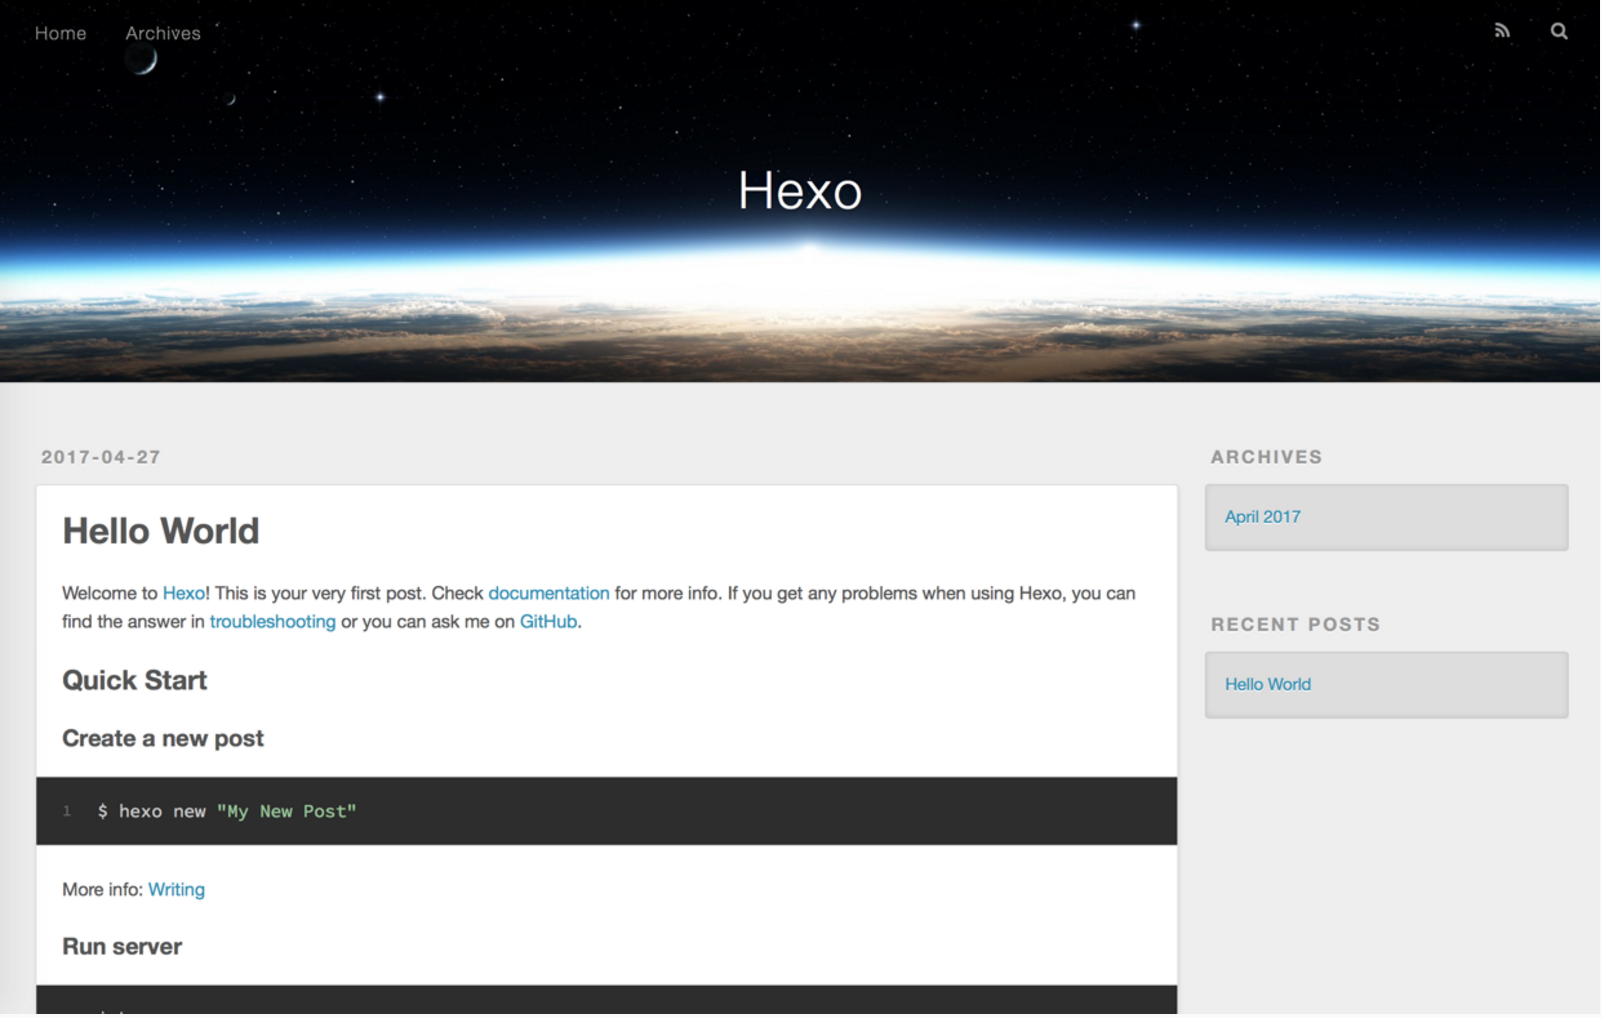 Home Archives
Hexo
2017-04-27
Hello World
Welcome to Hexo! This is your very first post. Check documentation for more info. If you get any problems when using Hexo, you can
find the answer in troubleshooting or you can ask me on GitHub.
Quick Start
Create a new post
1 $ hexo new "My New Post"
More info: Writing
Run server
ARCHIVES
April 2017
RECENT POSTS
Hello World